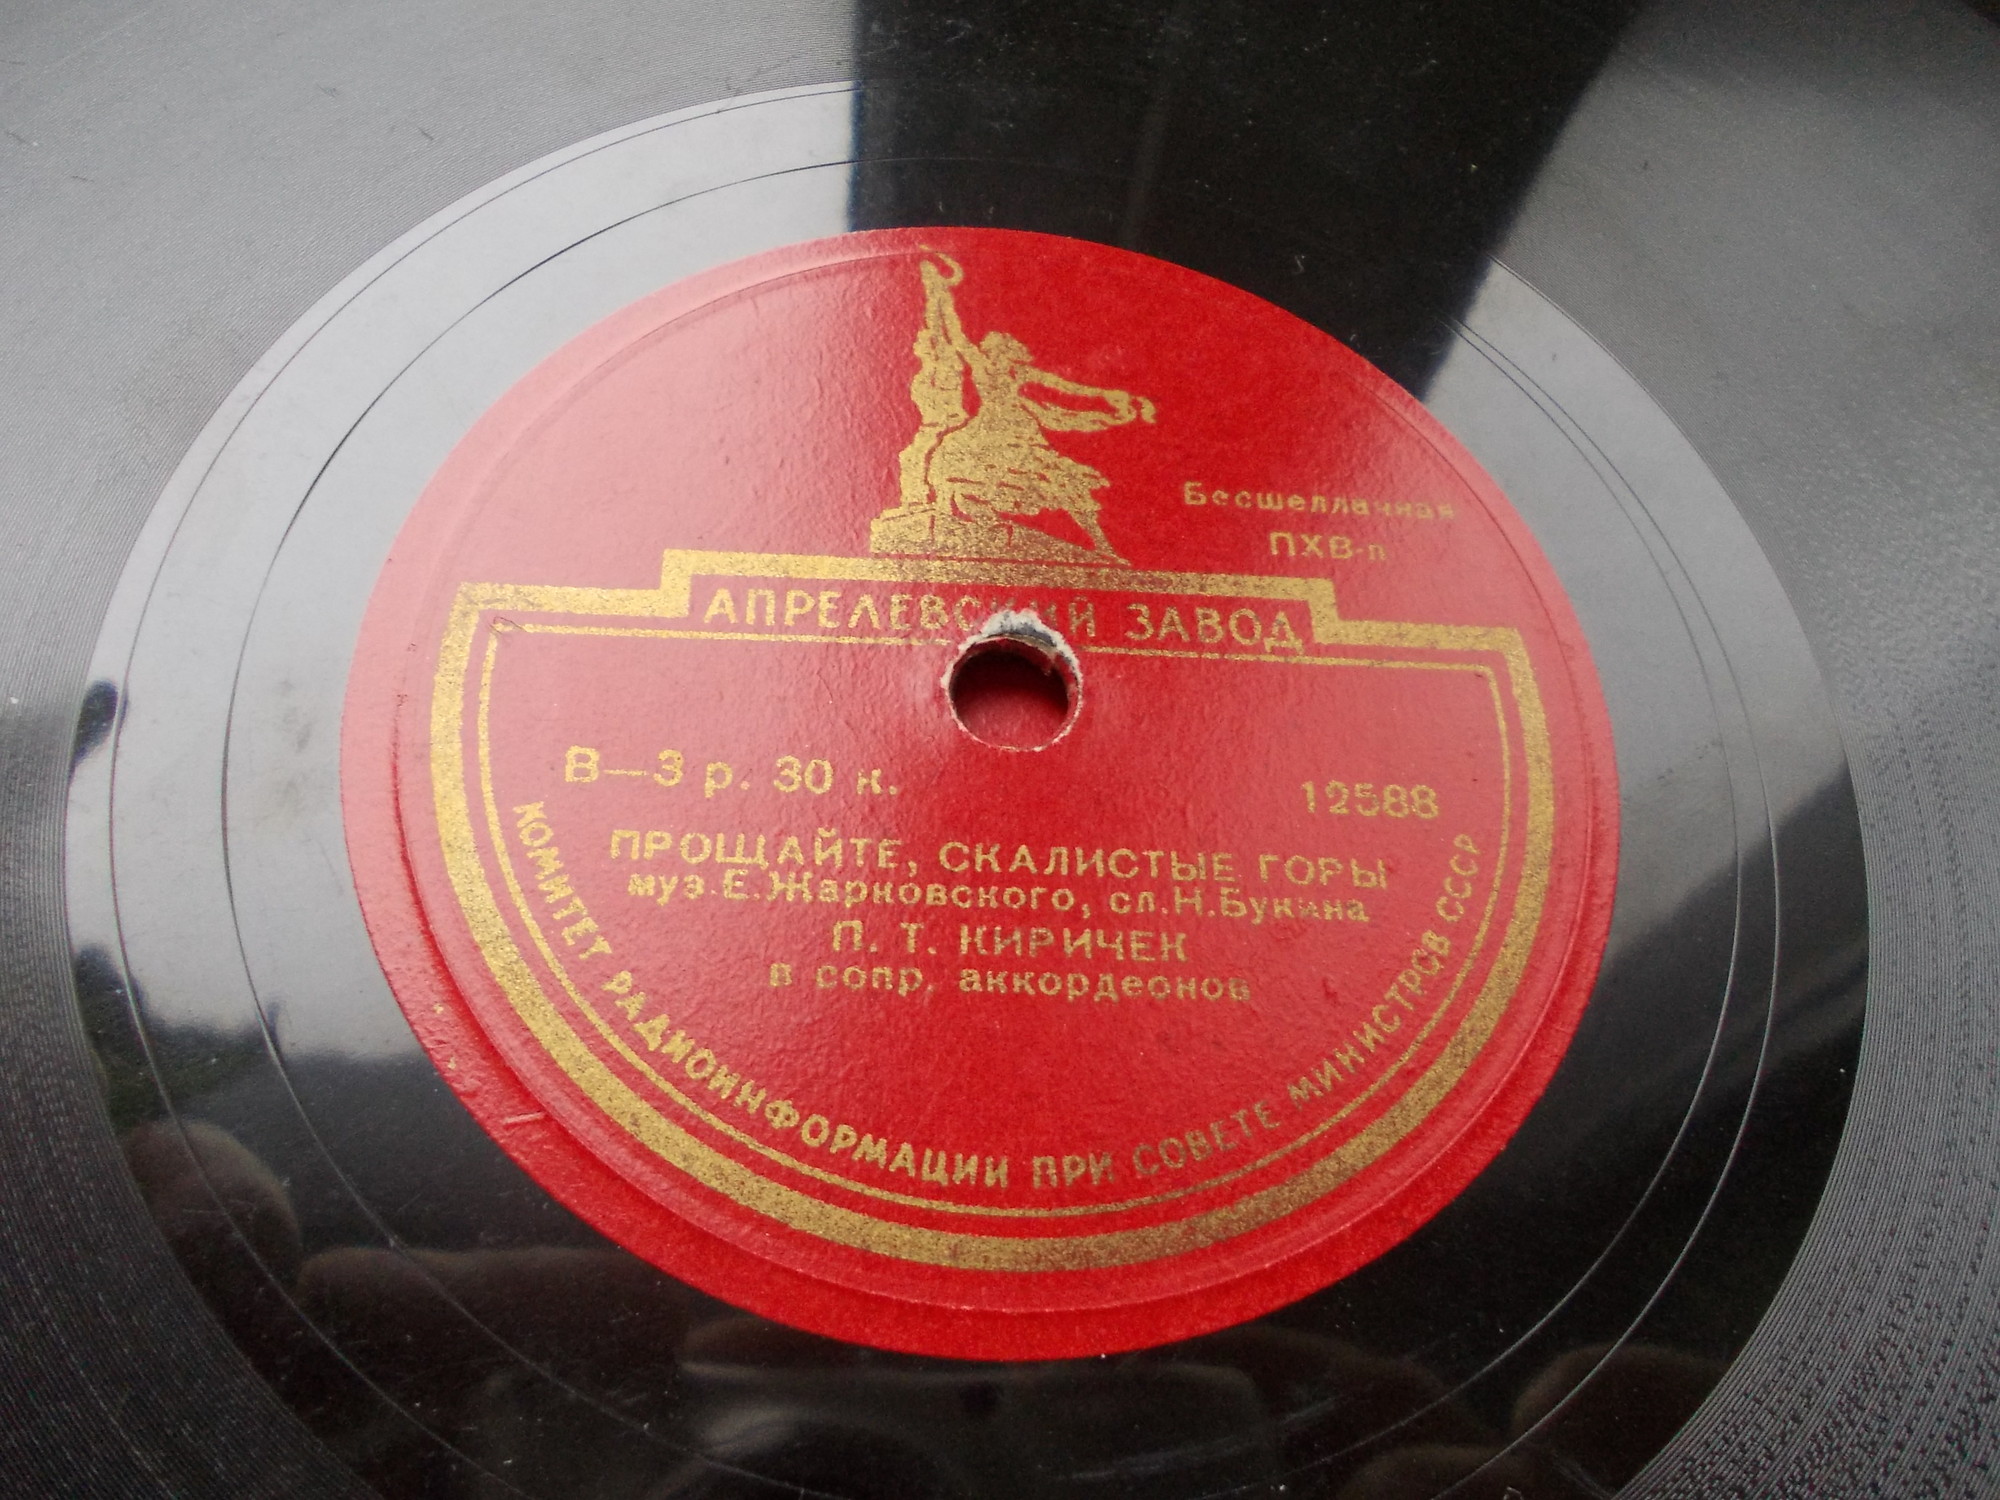 Бесшеллачная
ПХВ-п
АПРЕЛЕВСКИЙ ЗАВОД
В—3 р. 30 к.
12588
ПРОЩАЙТЕ, СКАЛИСТЫЕ ГОРЫ
муз. Е. Жарковского, сл. Н. Букина
П. Т. КИРИЧЕК
в сопр. аккордеонов
КОМИТЕТ РАДИОИНФОРМАЦИИ ПРИ СОВЕТЕ МИНИСТРОВ СССР